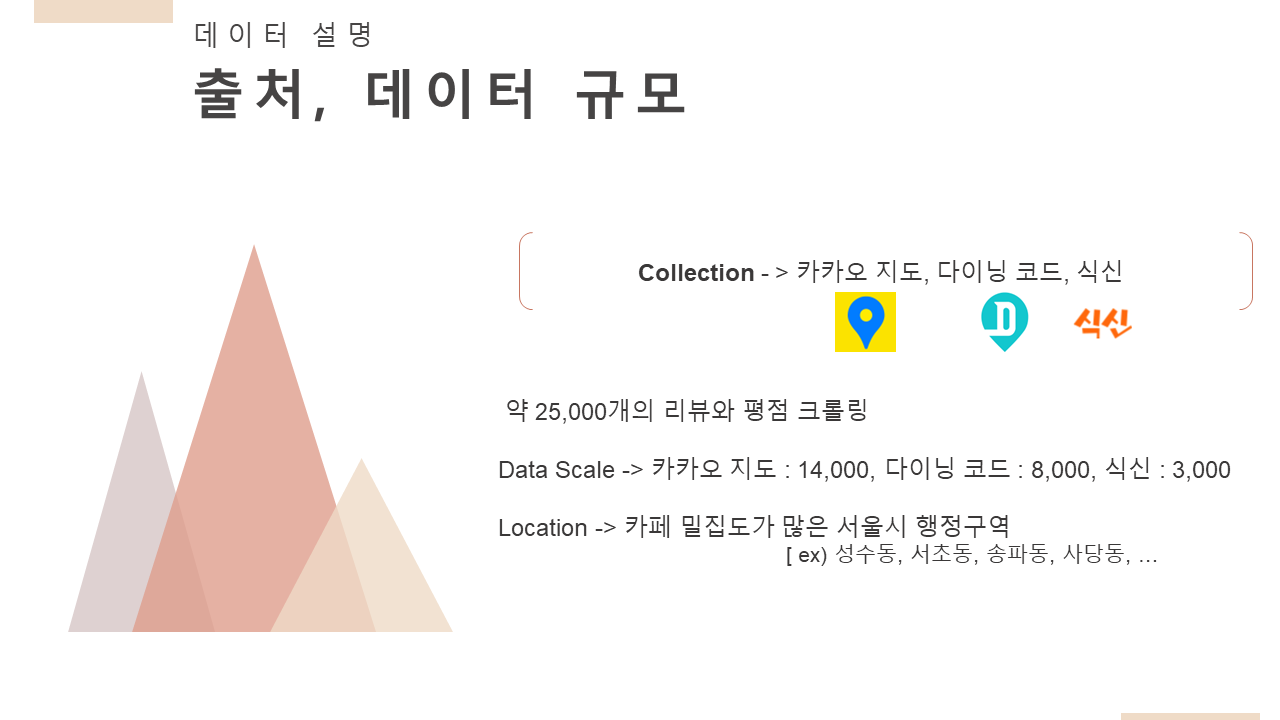 데이터 설명
출처, 데이터 규모
Collection - > 카카오 지도, 다이닝 코드, 식신
D 식신
약 25,000개의 리뷰와 평점 크롤링
Data Scale -> 카카오 지도 : 14,000, 다이닝 코드 : 8,000, 식신 : 3,000
Location -> 카페 밀집도가 많은 서울시 행정구역
[ ex) 성수동, 서초동, 송파동, 사당동, …